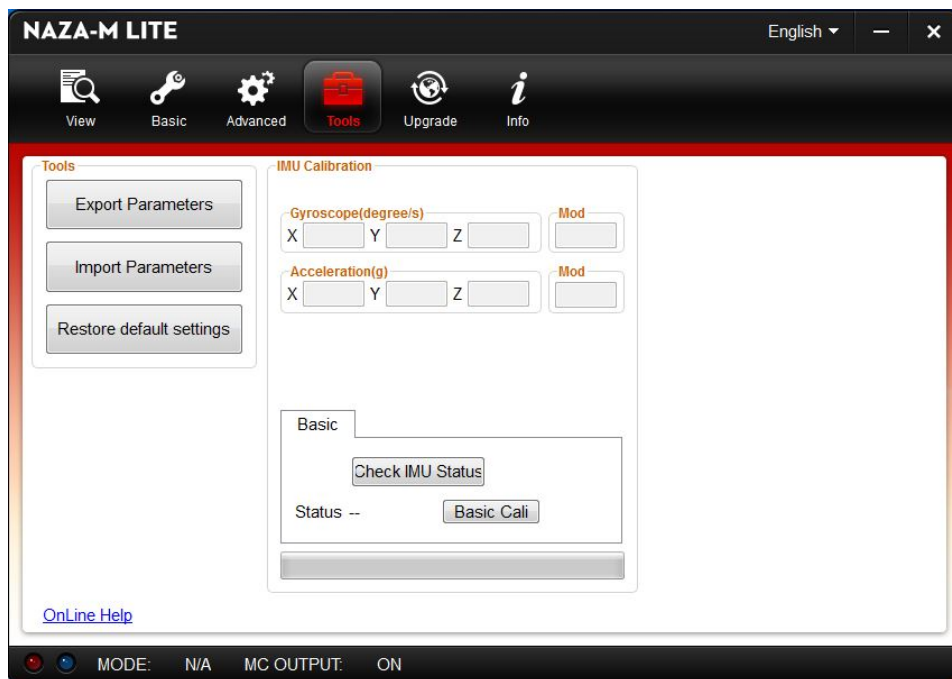 NAZA-M LITE
English
View Basic Advanced Tools Upgrade Info
Tools
Export Parameters
Import Parameters
Restore default settings
IMU Calibration
Gyroscope(degree/s) Mod
X Y Z
Acceleration(g) Mod
X Y Z
Basic
Check IMU Status
Status -- Basic Cali
OnLine Help
MODE: N/A MC OUTPUT: ON